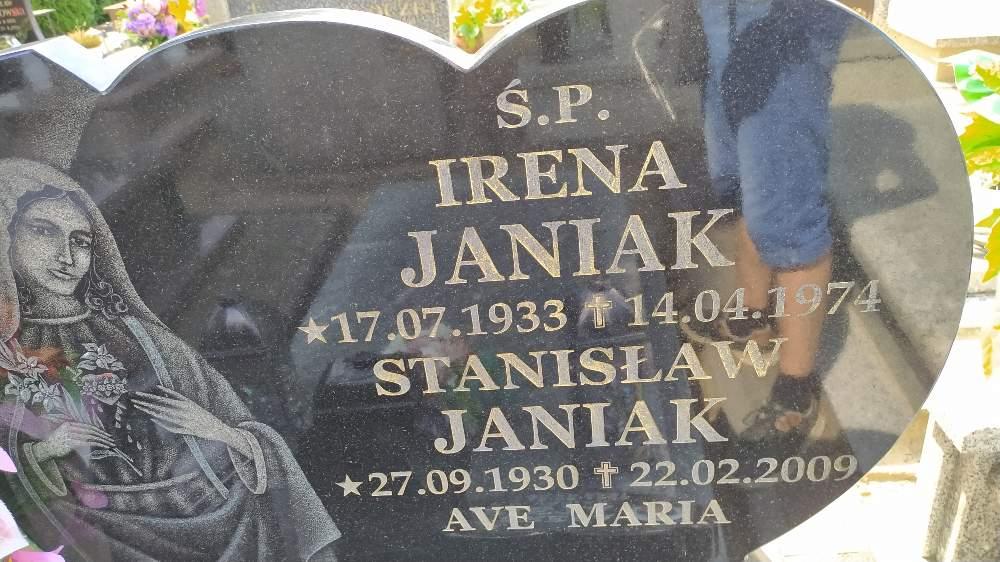 Ś.P.
IRENA
JANIAK
★17.07.1933 ✝ 14.04.1974
STANISŁAW
JANIAK
★27.09.1930 ✝ 22.02.2009
AVE MARIA